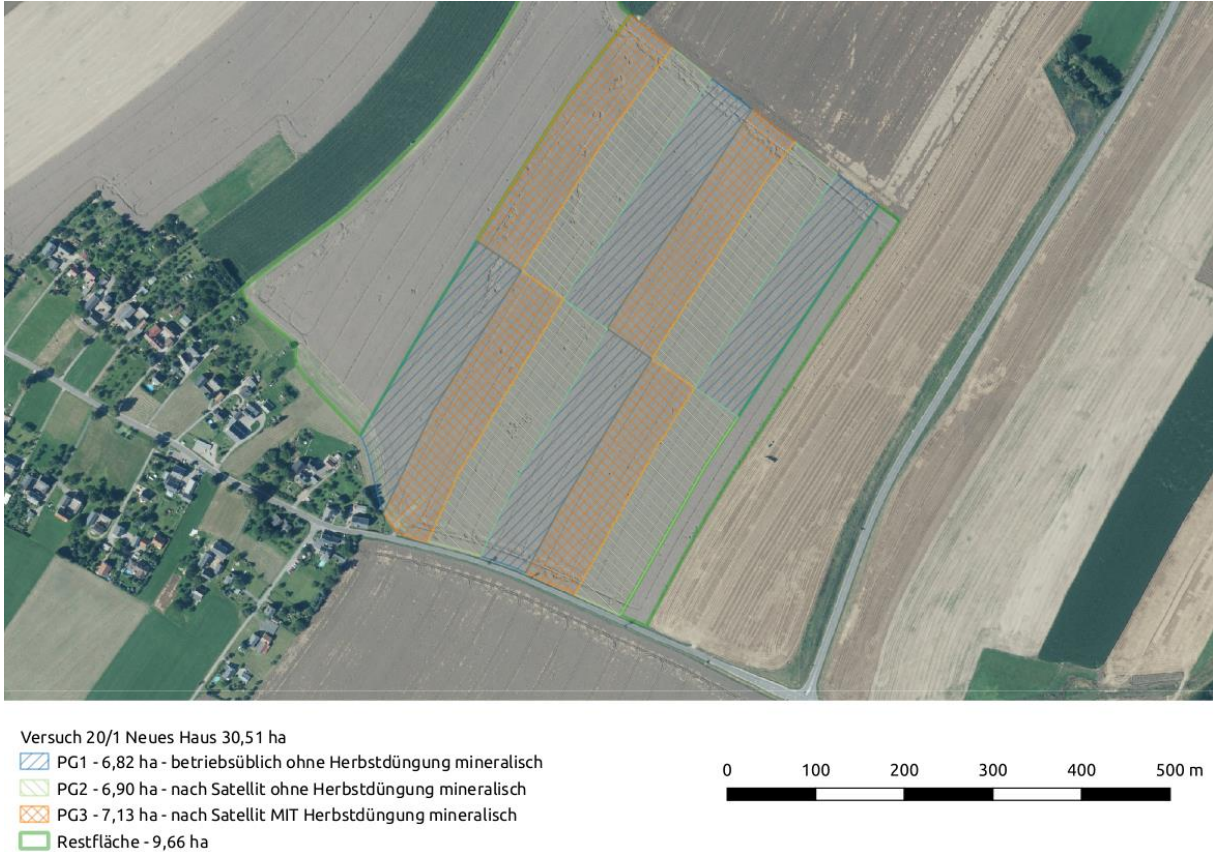 Versuch 20/1 Neues Haus 30,51 ha
PG1 - 6,82 ha - betriebsüblich ohne Herbstdüngung mineralisch
PG2 - 6,90 ha - nach Satellit ohne Herbstdüngung mineralisch
PG3 - 7,13 ha - nach Satellit MIT Herbstdüngung mineralisch
Restfläche - 9,66 ha
0 100 200 300 400 500 m